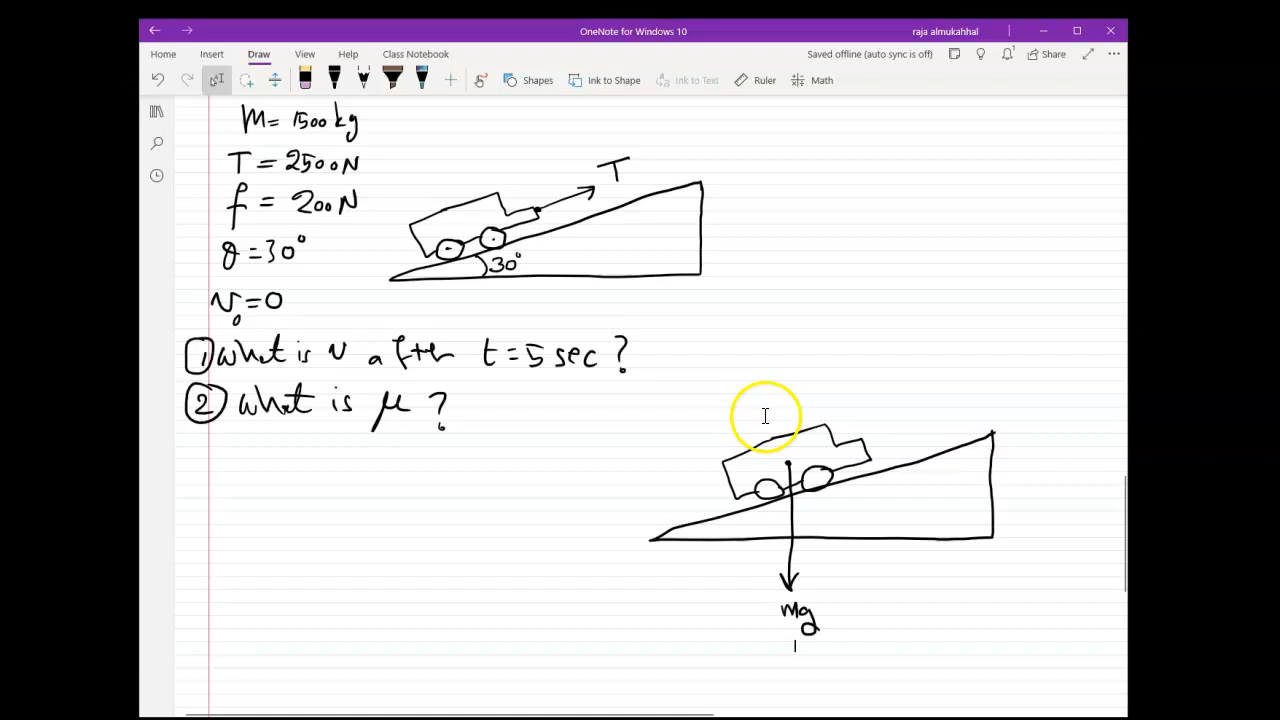 OneNote for Windows 10
raja almukahhal
Home Insert Draw View Help Class Notebook
Saved offline (auto sync is off)
Share
Shapes Ink to Shape Ink to Text Ruler Math
M= 1500 kg
T = 2500N
f = 200 N
θ = 30°
v₀ = 0
T
30°
① What is v after t = 5 sec ?
② What is μ ?
mg